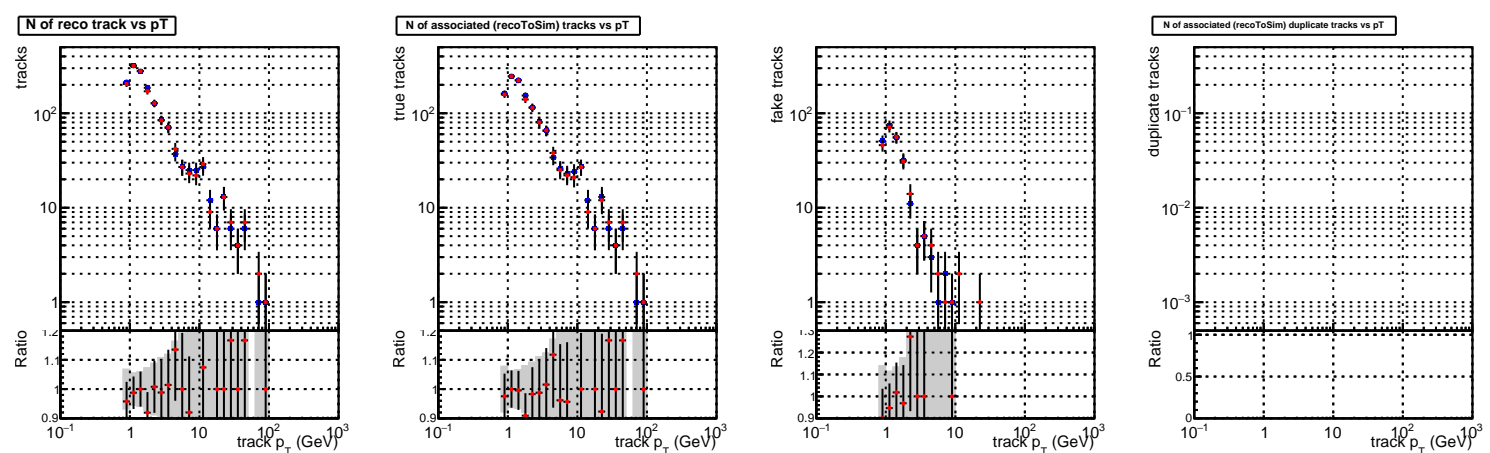 N of reco track vs pT
tracks
10²
10
1
Ratio
1.2
1.1
1
0.9
10⁻¹ 1 10 10² 10³
track p_T (GeV)
N of associated (recoToSim) tracks vs pT
true tracks
10²
10
1
Ratio
1.2
1.1
1
0.9
10⁻¹ 1 10 10² 10³
track p_T (GeV)
fake tracks
10²
10
1
Ratio
1.3
1.2
1.1
1
0.9
10⁻¹ 1 10 10² 10³
track p_T (GeV)
N of associated (recoToSim) duplicate tracks vs pT
duplicate tracks
10⁻¹
10⁻²
10⁻³
Ratio
1
0.5
0
10⁻¹ 1 10 10² 10³
track p_T (GeV)